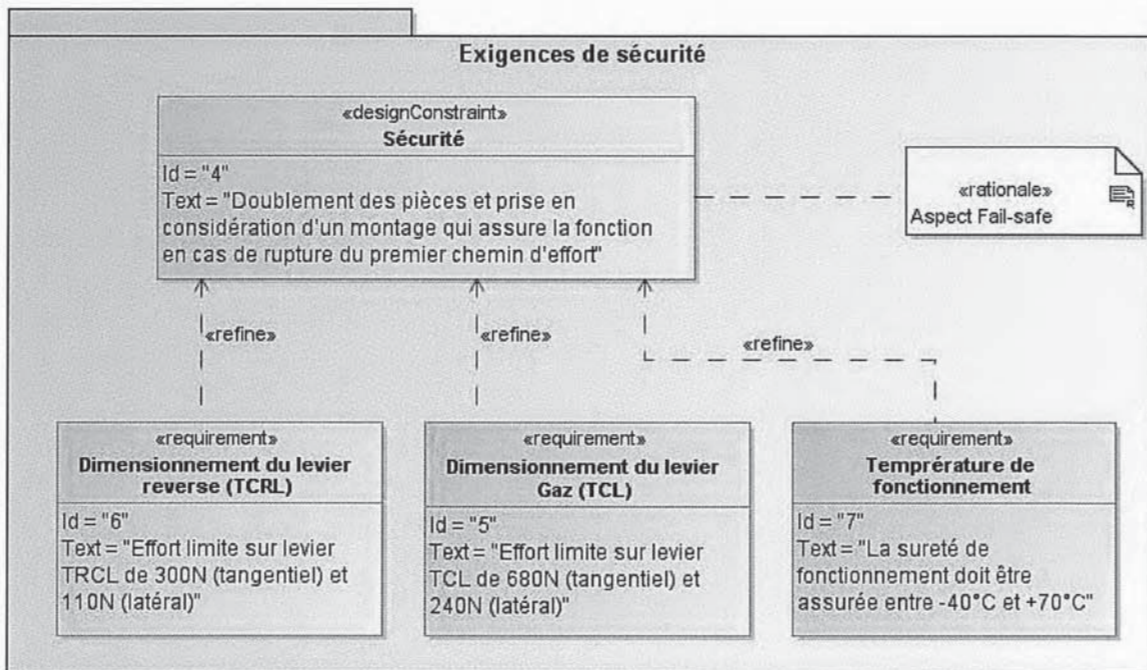 Exigences de sécurité
«designConstraint»
Sécurité
Id = "4"
Text = "Doublement des pièces et prise en
considération d'un montage qui assure la fonction
en cas de rupture du premier chemin d'effort"
«rationale»
Aspect Fail-safe
«refine»
«refine»
«refine»
«requirement»
Dimensionnement du levier
reverse (TCRL)
Id = "6"
Text = "Effort limite sur levier
TRCL de 300N (tangentiel) et
110N (latéral)"
«requirement»
Dimensionnement du levier
Gaz (TCL)
Id = "5"
Text = "Effort limite sur levier
TCL de 680N (tangentiel) et
240N (latéral)"
«requirement»
Temprérature de
fonctionnement
Id = "7"
Text = "La sureté de
fonctionnement doit être
assurée entre -40°C et +70°C"